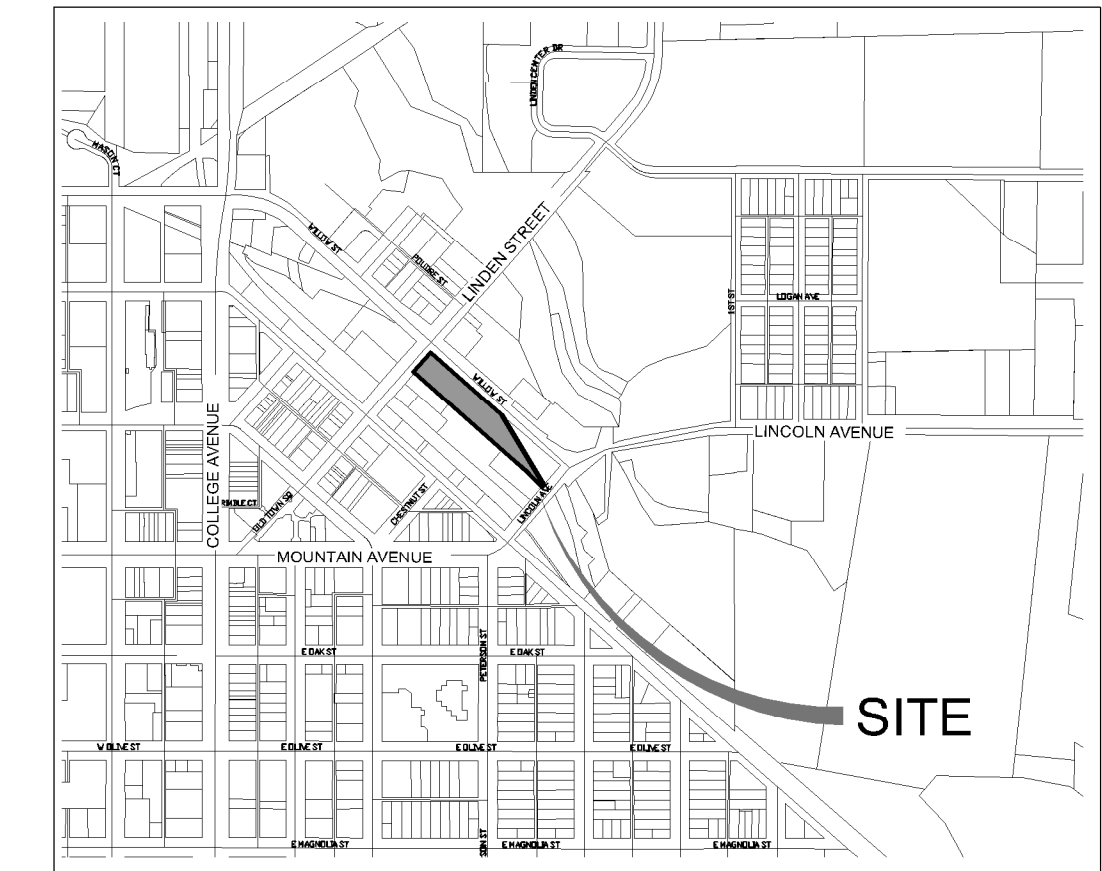 LINDEN CENTER DR
MASON CT
WILLOW ST
POUDRE ST
LINDEN STREET
1ST ST
LOGAN AVE
WILLOW ST
COLLEGE AVENUE
LINCOLN AVENUE
LINCOLN AVE
CHESTNUT ST
OLD TOWN SQ
MOUNTAIN AVENUE
E OAK ST
PETERSON ST
E OAK ST
SITE
W OLIVE ST
E OLIVE ST
E OLIVE ST
E OLIVE ST
SON ST
E MAGNOLIA ST
E MAGNOLIA ST
E MAGNOLIA ST